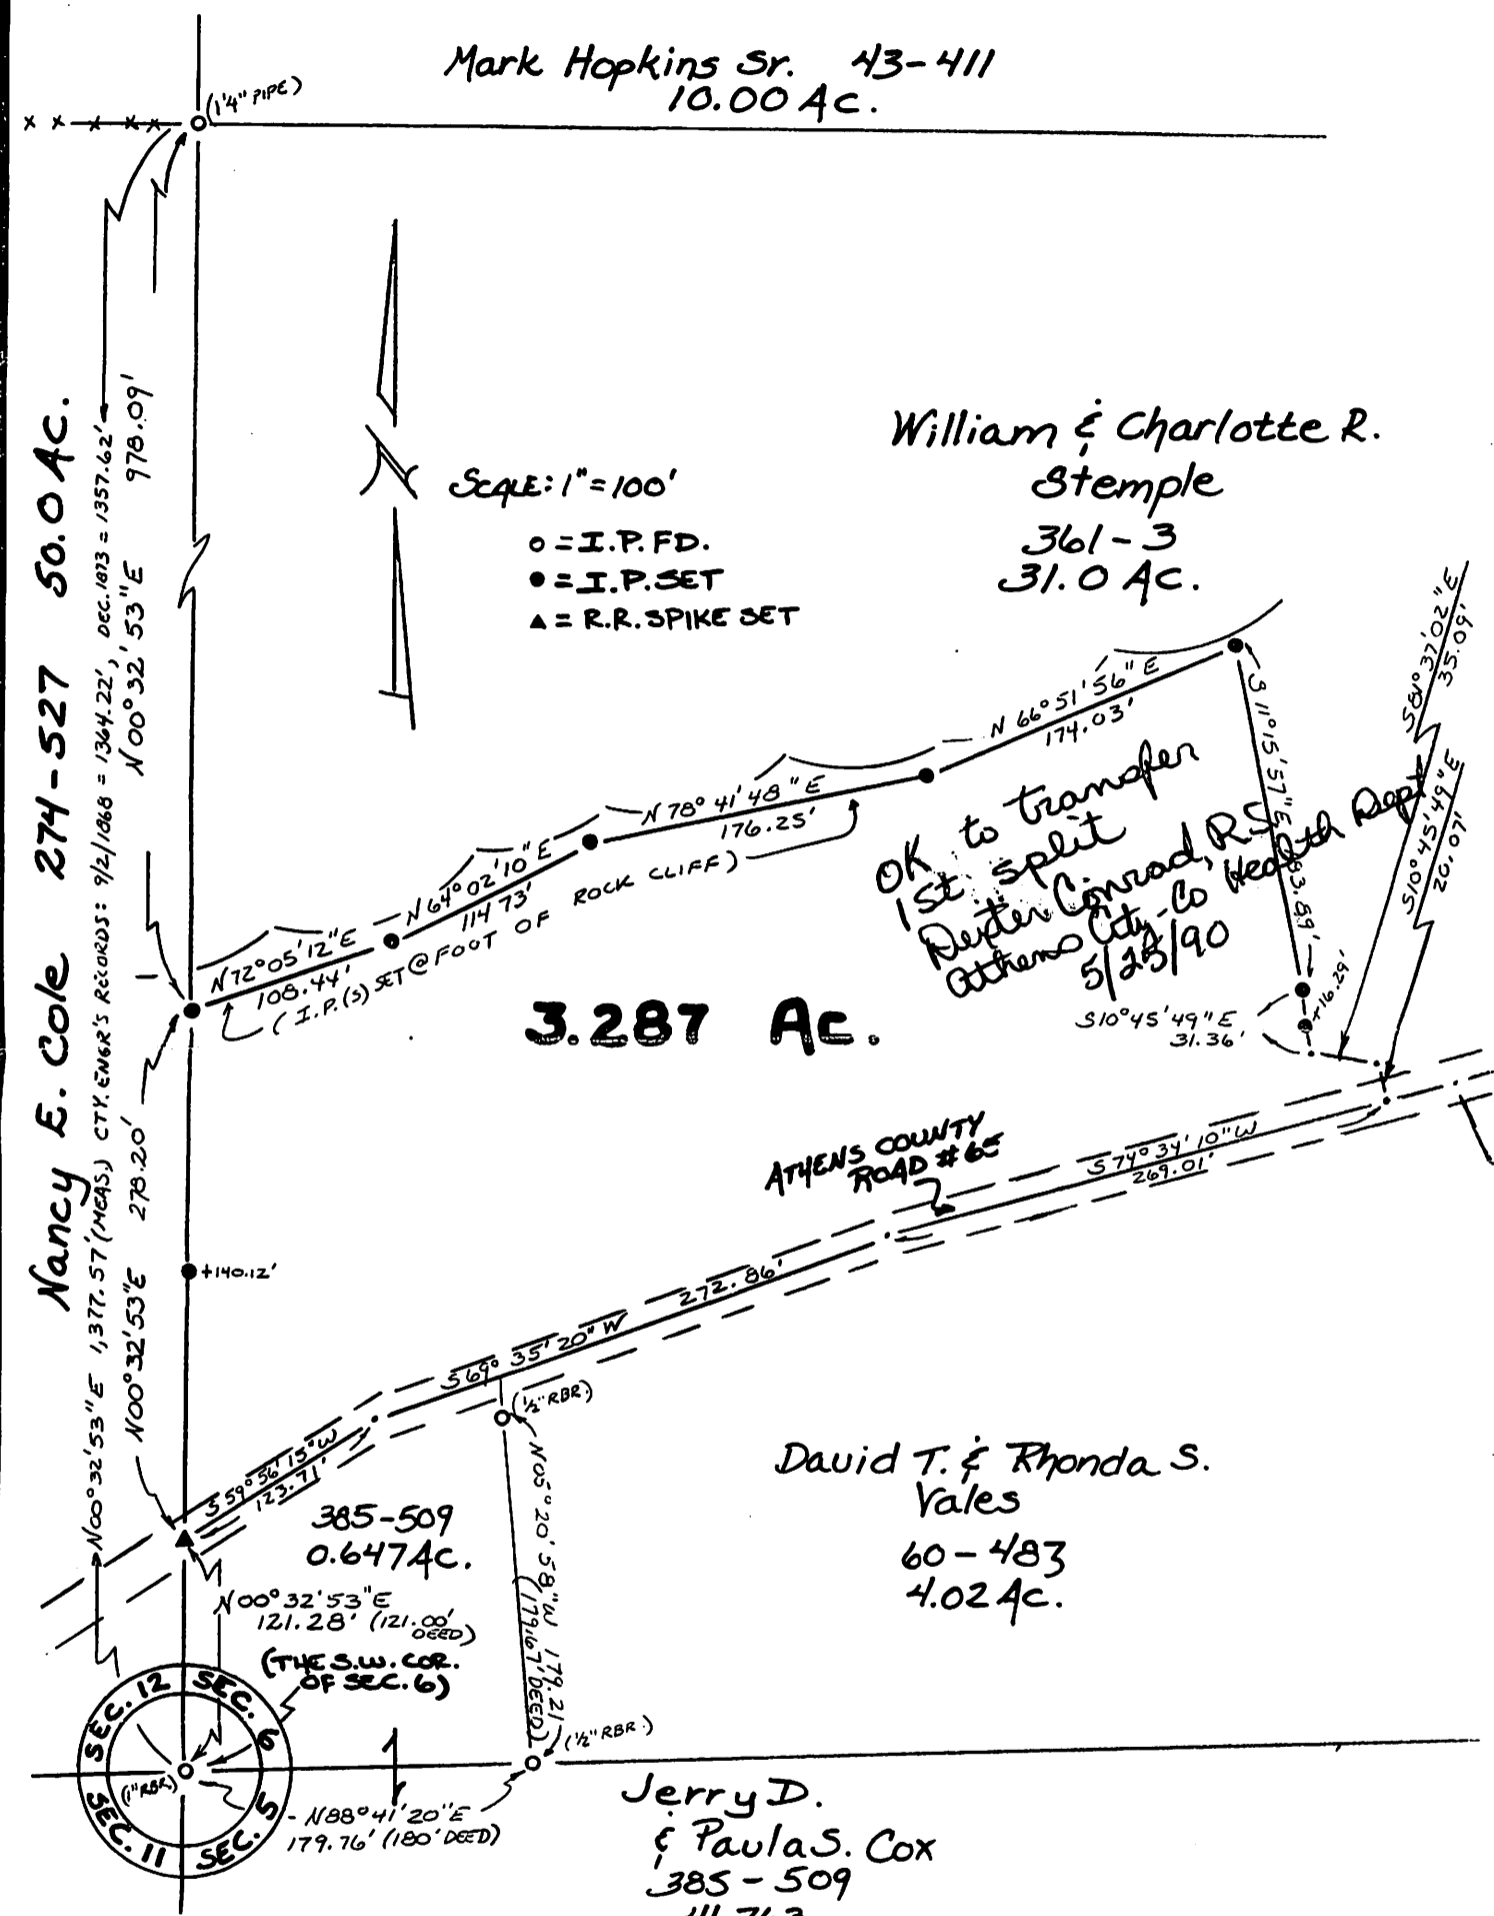 Mark Hopkins Sr. 43-411
10.00 AC.
(1¼" PIPE)
Nancy E. Cole 274-527 50.0 AC.
N00°32'53"E 1,377.57'(MEAS.) CTY. ENGR'S RECORDS: 9/2/1868 = 1364.22', DEC. 1873 = 1357.62'
N00°32'53"E 978.09'
N00°32'53"E 278.20'
SCALE: 1"=100'
○ = I.P. FD.
● = I.P. SET
▲ = R.R. SPIKE SET
William & Charlotte R.
Stemple
361-3
31.0 AC.
N72°05'12"E
108.44'
N64°02'10"E
114.73'
N78°41'48"E
176.25'
N 66°51'56"E
174.03'
(I.P.(S) SET @ FOOT OF ROCK CLIFF)
S 11°15'57"E
S 37'02"E
35.09'
S10°45'49"E
20.07'
OK to transfer
1st split
Dexter Conrad, RS
Athens City-Co Health Dept
5/25/90
3.287 AC.
S10°45'49"E
31.36'
+16.29'
ATHENS COUNTY
ROAD #65
S74°34'10"W
269.01'
+140.12'
S69°35'20"W 272.86'
S59°56'15"W
123.71'
(½" RBR.)
N05°20'58"W 179.21
(179.67' DEED)
385-509
0.647 AC.
David T. & Rhonda S.
Vales
60-483
4.02 AC.
N00°32'53"E
121.28' (121.00'
DEED)
(THE S.W. COR.
OF SEC. 6)
SEC. 12 SEC. 6
(1" RBR)
SEC. 11 SEC. 5
(½" RBR.)
N88°41'20"E
179.76' (180' DEED)
Jerry D.
& Paula S. Cox
385-509